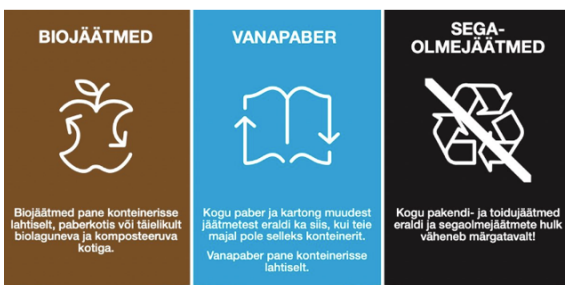 BIOJÄÄTMED
Biojäätmed pane konteinerisse
lahtiselt, paberkotis või täielikult
biolaguneva ja komposteeruva
kotiga.
VANAPABER
Kogu paber ja kartong muudest
jäätmetest eraldi ka siis, kui teie
majal pole selleks konteinerit.
Vanapaber pane konteinerisse
lahtiselt.
SEGA-
OLMEJÄÄTMED
Kogu pakendi- ja toidujäätmed
eraldi ja segaolmejäätmete hulk
väheneb märgatavalt!